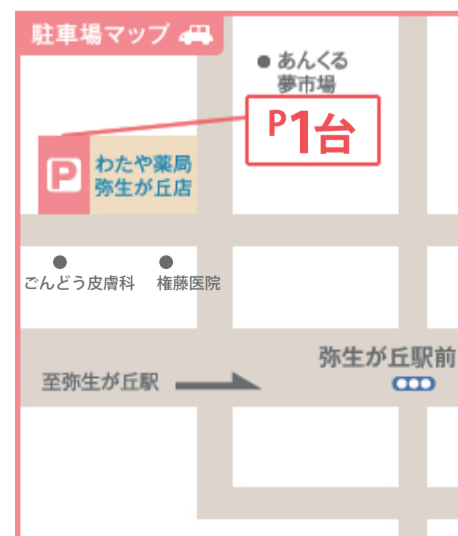 駐車場マップ
あんくる
夢市場
P1台
P
わたや薬局
弥生が丘店
ごんどう皮膚科
権藤医院
弥生が丘駅前
至弥生が丘駅